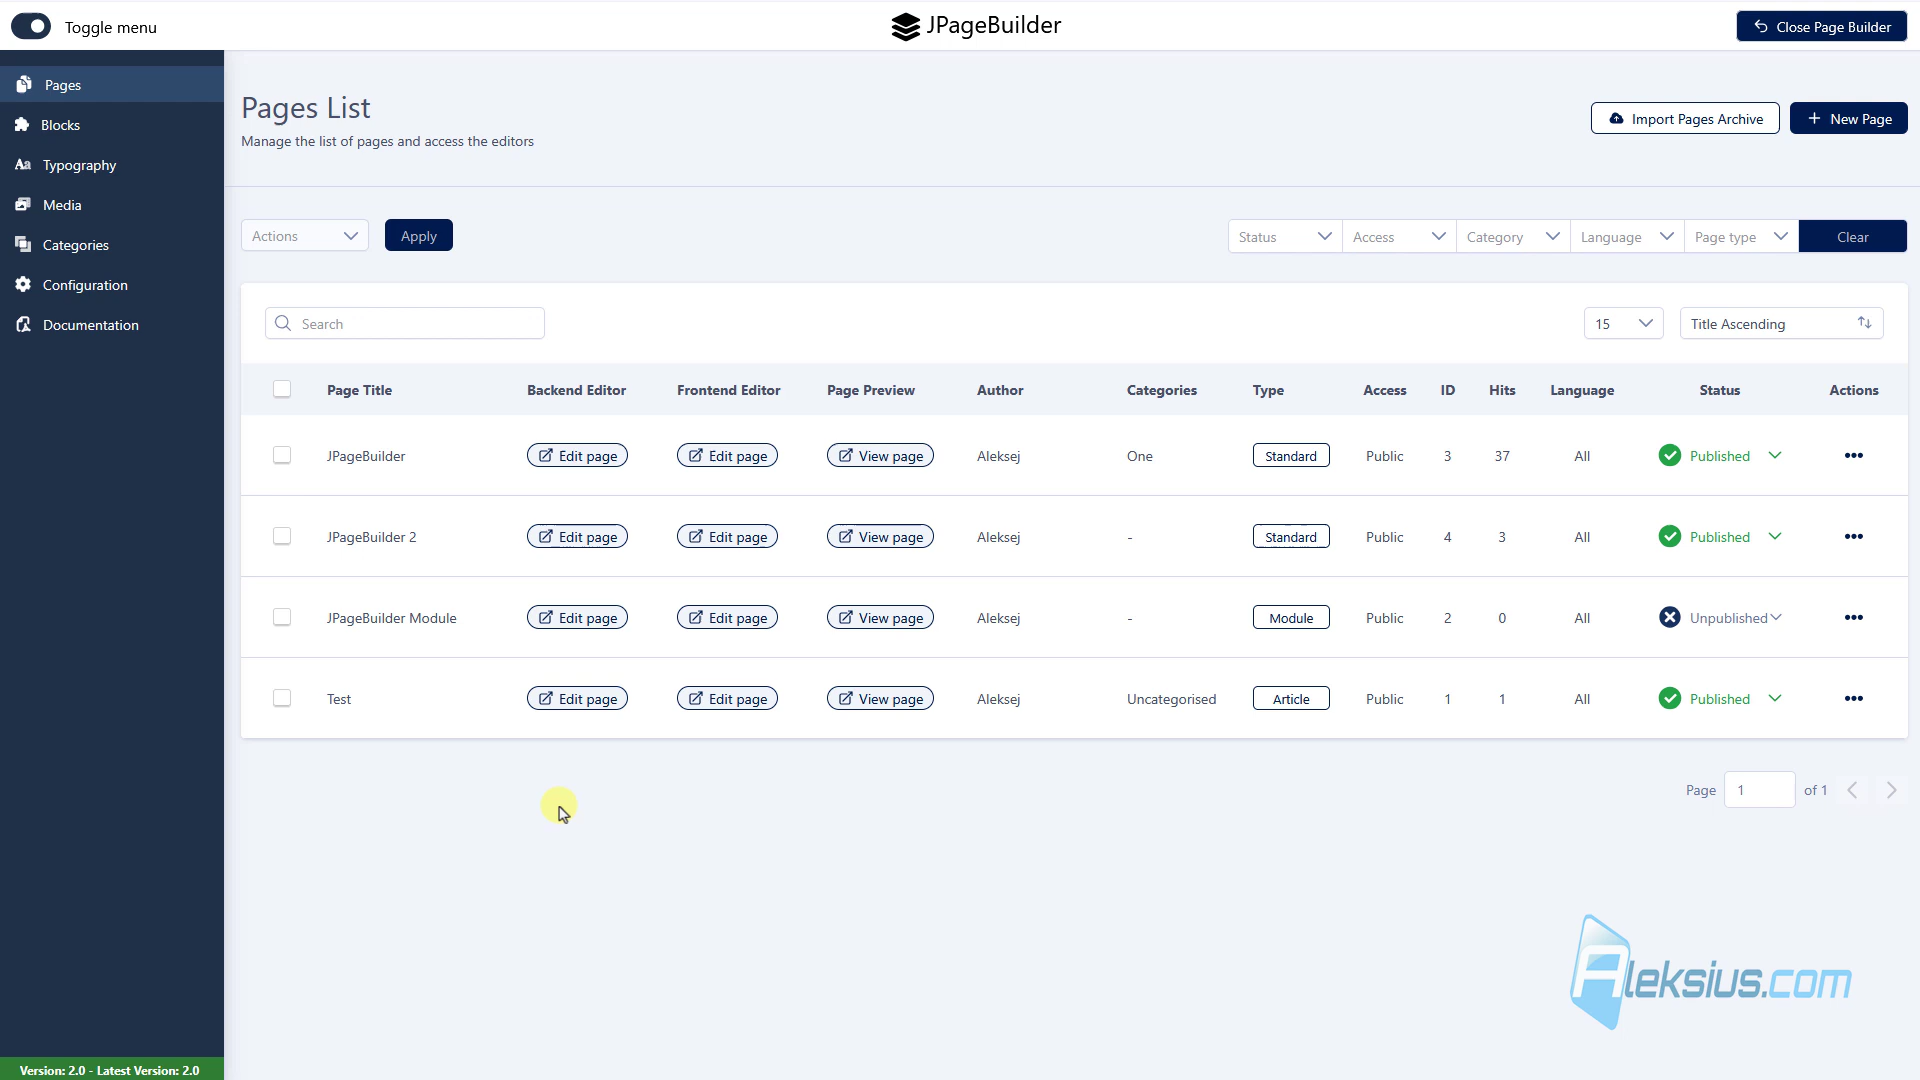 Toggle menu
JPageBuilder
Close Page Builder
Pages
Blocks
Aa Typography
Media
Categories
Configuration
Documentation
Version: 2.0 - Latest Version: 2.0
Pages List
Manage the list of pages and access the editors
Import Pages Archive
+ New Page
Actions
Apply
Status Access Category Language Page type Clear
Search
15
Title Ascending
Page Title Backend Editor Frontend Editor Page Preview Author Categories Type Access ID Hits Language Status Actions
JPageBuilder Edit page Edit page View page Aleksej One Standard Public 3 37 All Published •••
JPageBuilder 2 Edit page Edit page View page Aleksej - Standard Public 4 3 All Published •••
JPageBuilder Module Edit page Edit page View page Aleksej - Module Public 2 0 All Unpublished •••
Test Edit page Edit page View page Aleksej Uncategorised Article Public 1 1 All Published •••
Page 1 of 1
Aleksius.com